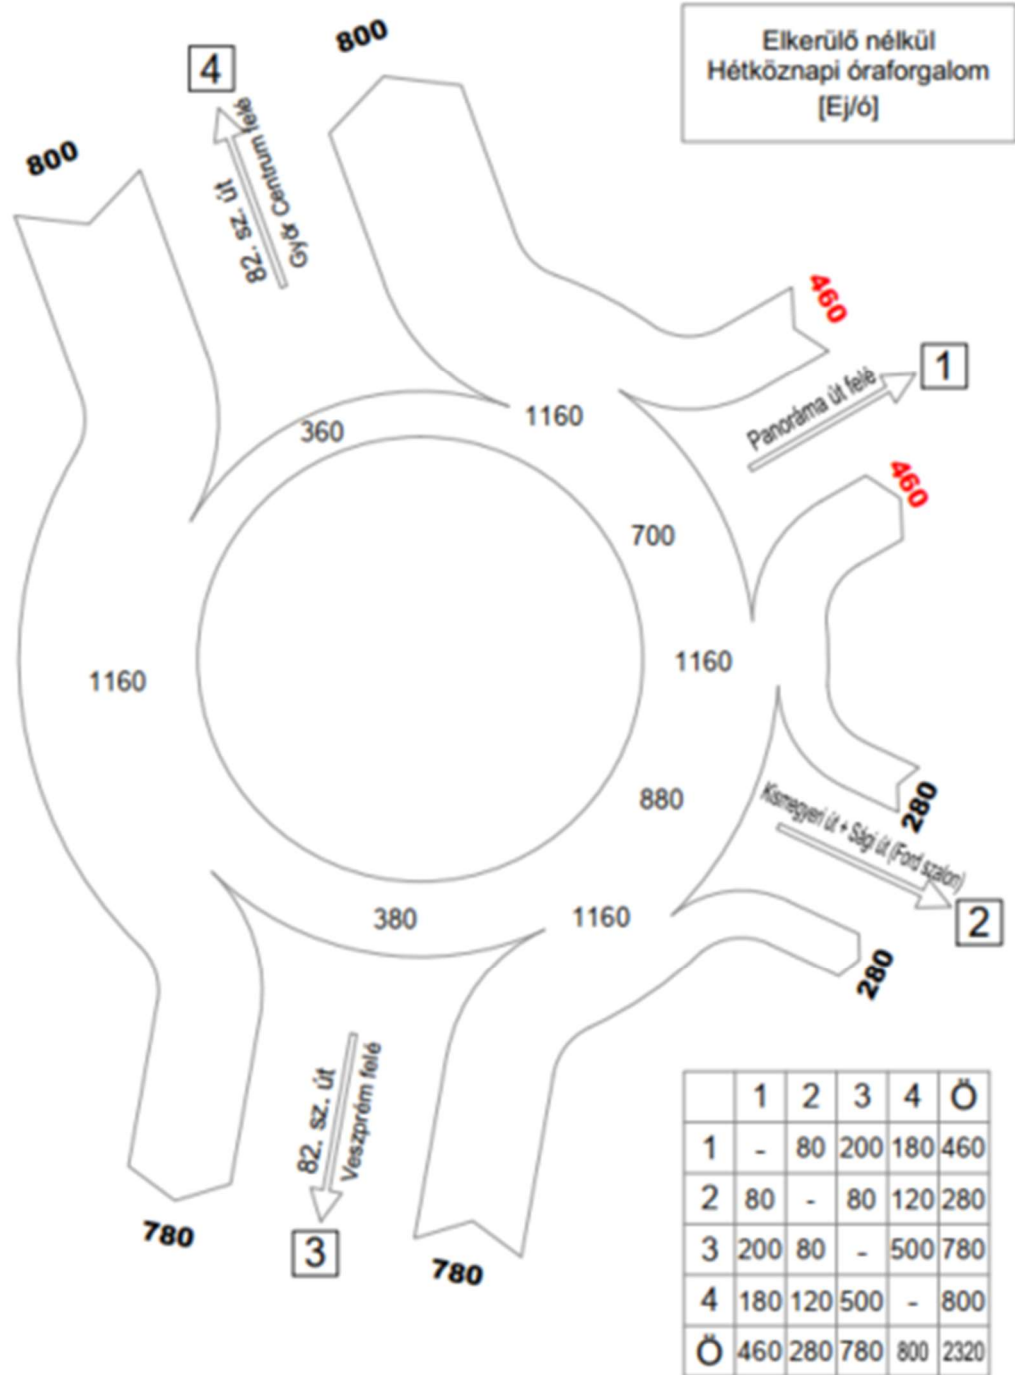 Elkerülő nélkül
Hétköznapi óraforgalom
[Ej/ó]
800
4
800
82. sz. út
Győr Centrum felé
460
1
Panoráma út felé
460
360
1160
700
1160
1160
880
380
1160
280
Kismegyeri út + Sági út (Ford szalon)
2
280
82. sz. út
Veszprém felé
780
3
780
1 2 3 4 Ö
1 - 80 200 180 460
2 80 - 80 120 280
3 200 80 - 500 780
4 180 120 500 - 800
Ö 460 280 780 800 2320